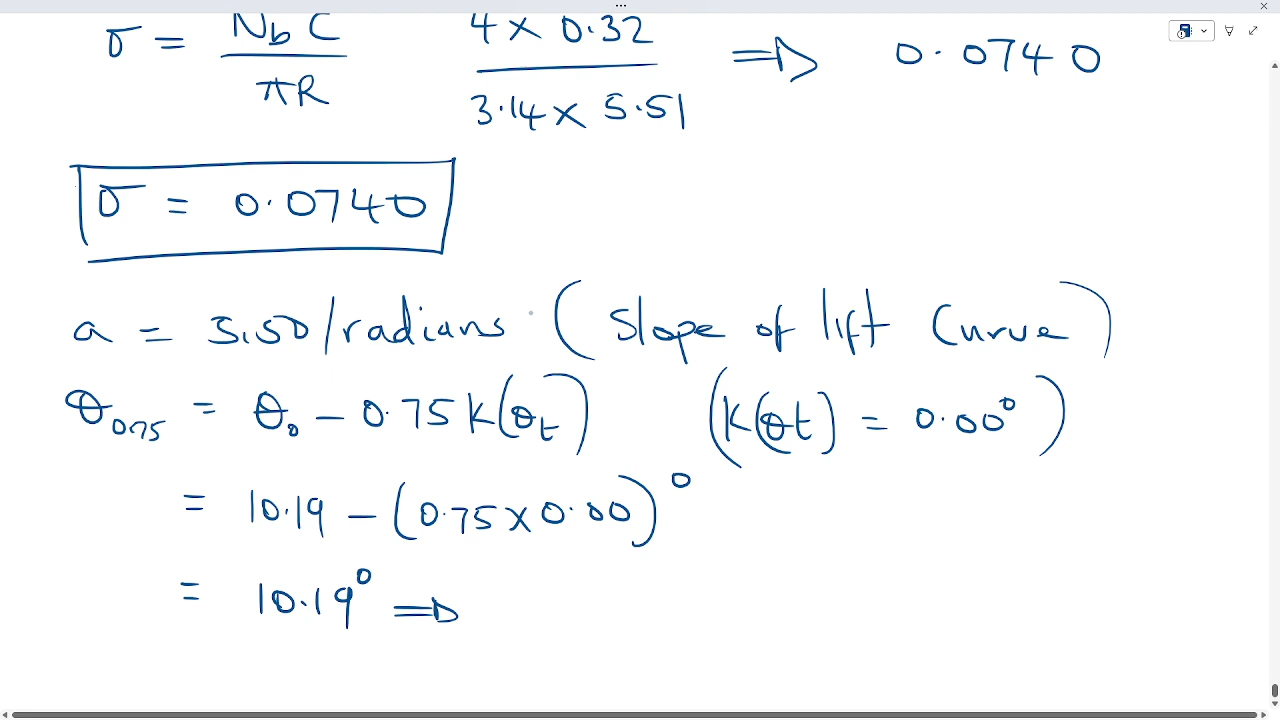 σ = N_b C / πR    4 × 0.32 / 3.14 × 5.51 ⇒ 0.0740
σ = 0.0740
a = 5.50/radians (Slope of lift Curve)
θ_0.75 = θ_0 − 0.75 K(θ_t)    (K(θt) = 0.00°)
= 10.19 − (0.75 × 0.00)°
= 10.19° ⇒